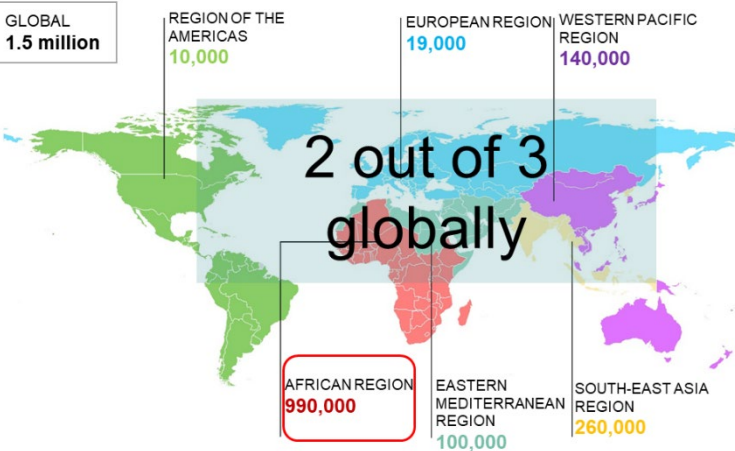 GLOBAL
1.5 million
REGION OF THE
AMERICAS
10,000
EUROPEAN REGION
19,000
WESTERN PACIFIC
REGION
140,000
2 out of 3
globally
AFRICAN REGION
990,000
EASTERN
MEDITERRANEAN
REGION
100,000
SOUTH-EAST ASIA
REGION
260,000